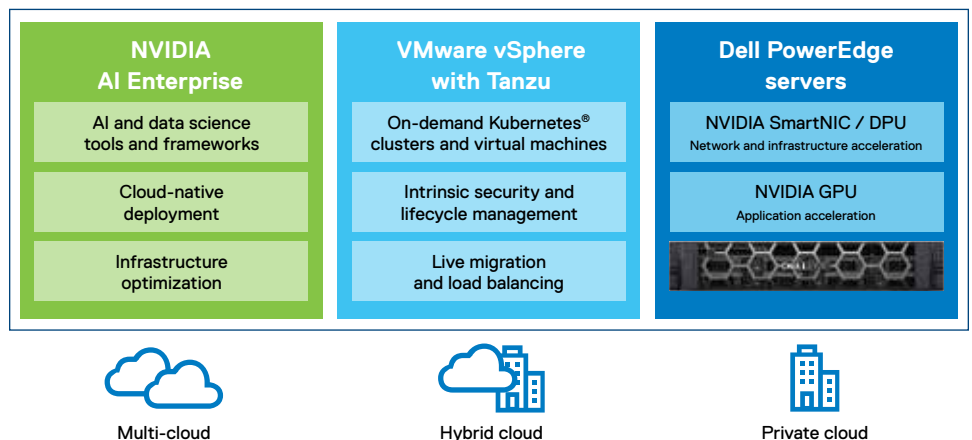 NVIDIA
AI Enterprise
AI and data science
tools and frameworks
Cloud-native
deployment
Infrastructure
optimization
VMware vSphere
with Tanzu
On-demand Kubernetes®
clusters and virtual machines
Intrinsic security and
lifecycle management
Live migration
and load balancing
Dell PowerEdge
servers
NVIDIA SmartNIC / DPU
Network and infrastructure acceleration
NVIDIA GPU
Application acceleration
Multi-cloud
Hybrid cloud
Private cloud